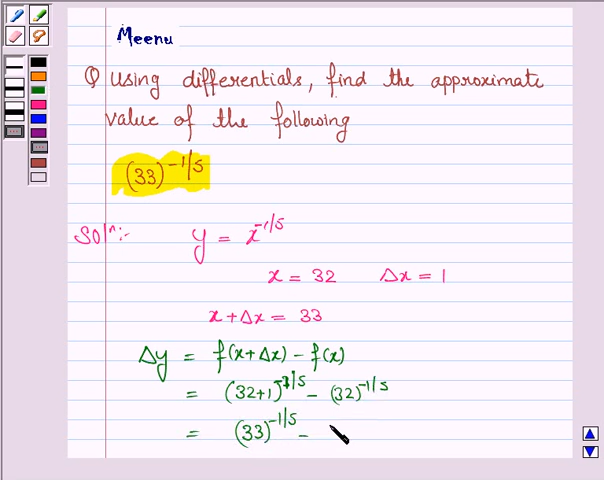 Meenu
Q Using differentials, find the approximate
value of the following
(33)^{-1/5}
Solⁿ:- y = x^{-1/5}
x = 32 Δx = 1
x + Δx = 33
Δy = f(x + Δx) - f(x)
= (32+1)^{-1/5} - (32)^{-1/5}
= (33)^{-1/5} -